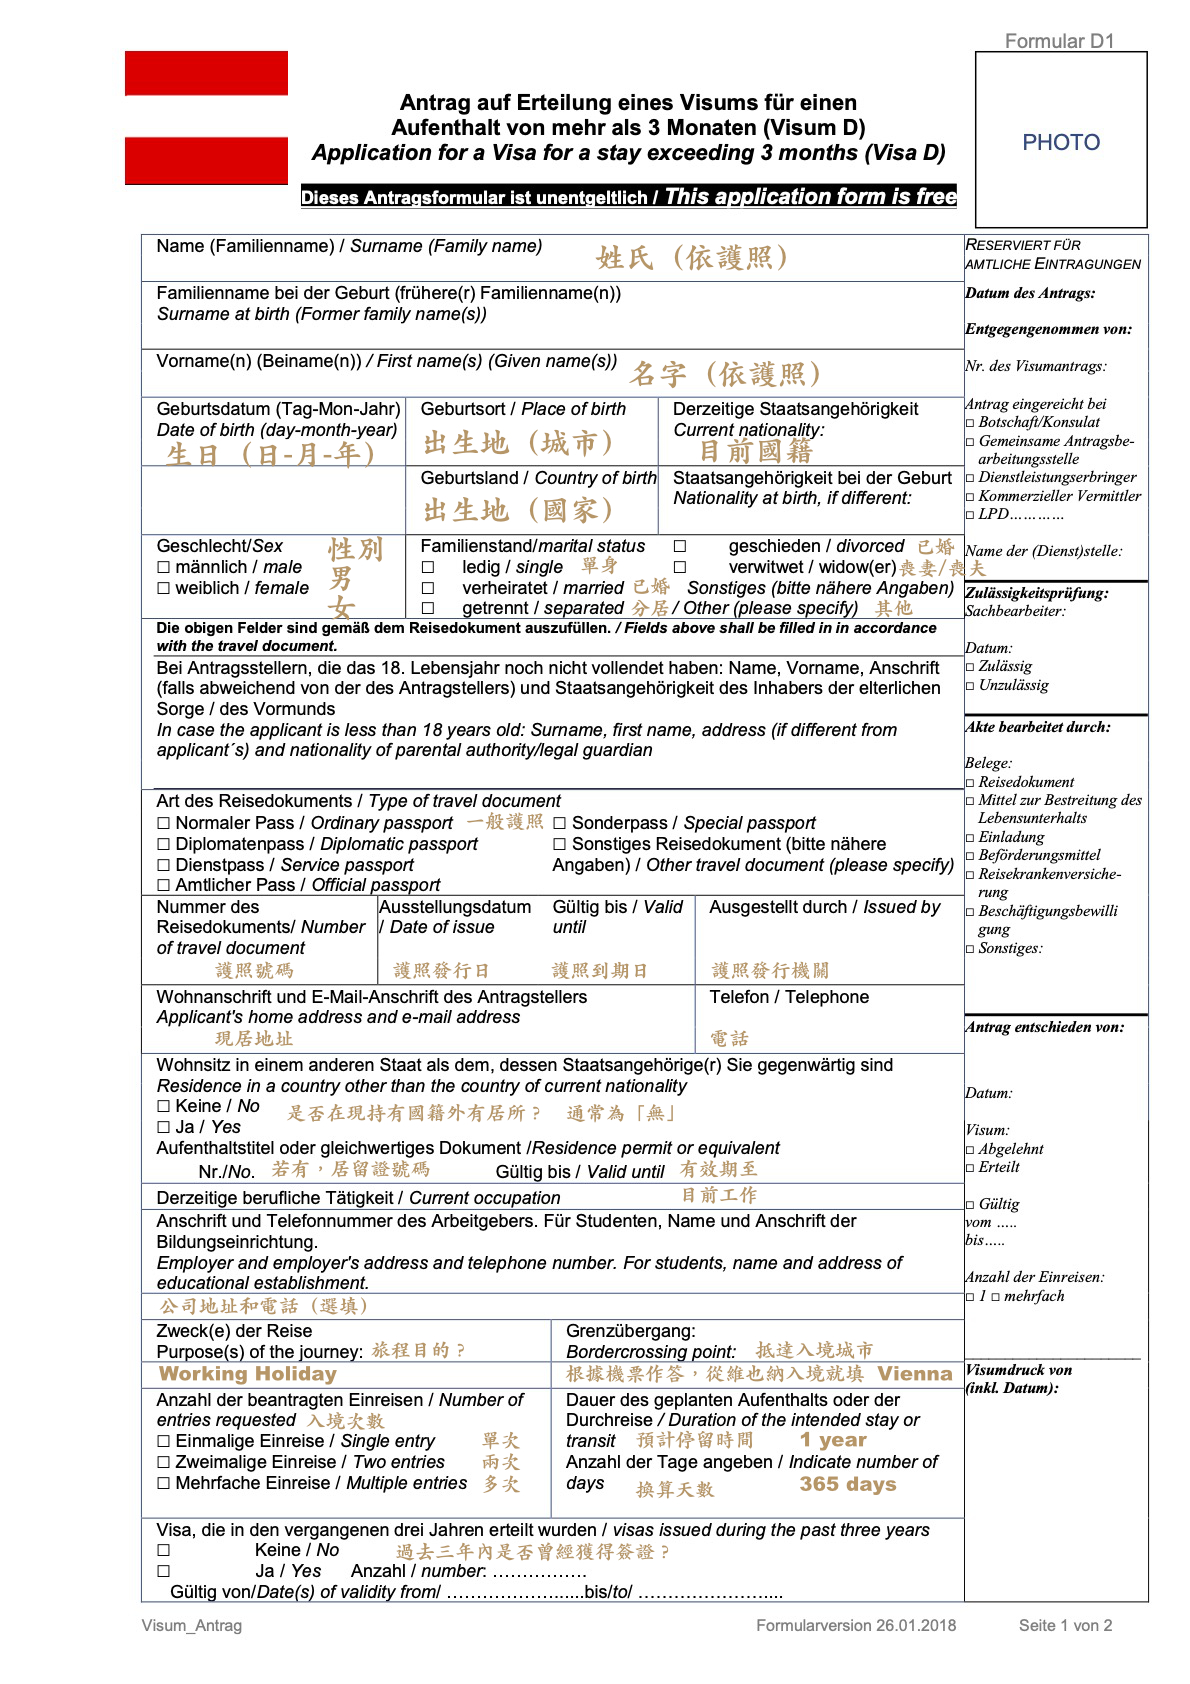 Formular D1
PHOTO
Antrag auf Erteilung eines Visums für einen
Aufenthalt von mehr als 3 Monaten (Visum D)
Application for a Visa for a stay exceeding 3 months (Visa D)
Dieses Antragsformular ist unentgeltlich / This application form is free
Name (Familienname) / Surname (Family name) 姓氏（依護照）
Familienname bei der Geburt (frühere(r) Familienname(n))
Surname at birth (Former family name(s))
Vorname(n) (Beiname(n)) / First name(s) (Given name(s)) 名字（依護照）
Geburtsdatum (Tag-Mon-Jahr)
Date of birth (day-month-year)
生日（日-月-年）
Geburtsort / Place of birth
出生地（城市）
Derzeitige Staatsangehörigkeit
Current nationality:
目前國籍
Geburtsland / Country of birth
出生地（國家）
Staatsangehörigkeit bei der Geburt
Nationality at birth, if different:
Geschlecht/Sex 性別
☐ männlich / male 男
☐ weiblich / female 女
Familienstand/marital status
☐ ledig / single 單身
☐ verheiratet / married 已婚
☐ getrennt / separated 分居
☐ geschieden / divorced 已婚
☐ verwitwet / widow(er) 喪妻/喪夫
Sonstiges (bitte nähere Angaben)
/ Other (please specify) 其他
Die obigen Felder sind gemäß dem Reisedokument auszufüllen. / Fields above shall be filled in in accordance
with the travel document.
Bei Antragsstellern, die das 18. Lebensjahr noch nicht vollendet haben: Name, Vorname, Anschrift
(falls abweichend von der des Antragstellers) und Staatsangehörigkeit des Inhabers der elterlichen
Sorge / des Vormunds
In case the applicant is less than 18 years old: Surname, first name, address (if different from
applicant´s) and nationality of parental authority/legal guardian
Art des Reisedokuments / Type of travel document
☐ Normaler Pass / Ordinary passport 一般護照
☐ Diplomatenpass / Diplomatic passport
☐ Dienstpass / Service passport
☐ Amtlicher Pass / Official passport
☐ Sonderpass / Special passport
☐ Sonstiges Reisedokument (bitte nähere
Angaben) / Other travel document (please specify)
Nummer des
Reisedokuments/ Number
of travel document
護照號碼
Ausstellungsdatum
/ Date of issue
護照發行日
Gültig bis / Valid
until
護照到期日
Ausgestellt durch / Issued by
護照發行機關
Wohnanschrift und E-Mail-Anschrift des Antragstellers
Applicant's home address and e-mail address
現居地址
Telefon / Telephone
電話
Wohnsitz in einem anderen Staat als dem, dessen Staatsangehörige(r) Sie gegenwärtig sind
Residence in a country other than the country of current nationality
☐ Keine / No 是否在現持有國籍外有居所？ 通常為「無」
☐ Ja / Yes
Aufenthaltstitel oder gleichwertiges Dokument /Residence permit or equivalent
Nr./No. 若有，居留證號碼 Gültig bis / Valid until 有效期至
Derzeitige berufliche Tätigkeit / Current occupation 目前工作
Anschrift und Telefonnummer des Arbeitgebers. Für Studenten, Name und Anschrift der
Bildungseinrichtung.
Employer and employer's address and telephone number. For students, name and address of
educational establishment.
公司地址和電話（選填）
Zweck(e) der Reise
Purpose(s) of the journey: 旅程目的？
Working Holiday
Grenzübergang:
Bordercrossing point: 抵達入境城市
根據機票作答，從維也納入境就填 Vienna
Anzahl der beantragten Einreisen / Number of
entries requested 入境次數
☐ Einmalige Einreise / Single entry 單次
☐ Zweimalige Einreise / Two entries 兩次
☐ Mehrfache Einreise / Multiple entries 多次
Dauer des geplanten Aufenthalts oder der
Durchreise / Duration of the intended stay or
transit 預計停留時間 1 year
Anzahl der Tage angeben / Indicate number of
days 換算天數 365 days
Visa, die in den vergangenen drei Jahren erteilt wurden / visas issued during the past three years
☐ Keine / No 過去三年內是否曾經獲得簽證？
☐ Ja / Yes Anzahl / number: ……………
Gültig von/Date(s) of validity from/ ………………......bis/to/ …………………....
RESERVIERT FÜR
AMTLICHE EINTRAGUNGEN
Datum des Antrags:
Entgegengenommen von:
Nr. des Visumantrags:
Antrag eingereicht bei
□ Botschaft/Konsulat
□ Gemeinsame Antragsbe-
arbeitungsstelle
□ Dienstleistungserbringer
□ Kommerzieller Vermittler
□ LPD…………
Name der (Dienst)stelle:
Zulässigkeitsprüfung:
Sachbearbeiter:
Datum:
□ Zulässig
□ Unzulässig
Akte bearbeitet durch:
Belege:
□ Reisedokument
□ Mittel zur Bestreitung des
Lebensunterhalts
□ Einladung
□ Beförderungsmittel
□ Reisekrankenversiche-
rung
□ Beschäftigungsbewilli
gung
□ Sonstiges:
Antrag entschieden von:
Datum:
Visum:
□ Abgelehnt
□ Erteilt
□ Gültig
vom …..
bis…..
Anzahl der Einreisen:
□ 1 □ mehrfach
Visumdruck von
(inkl. Datum):
Visum_Antrag Formularversion 26.01.2018 Seite 1 von 2